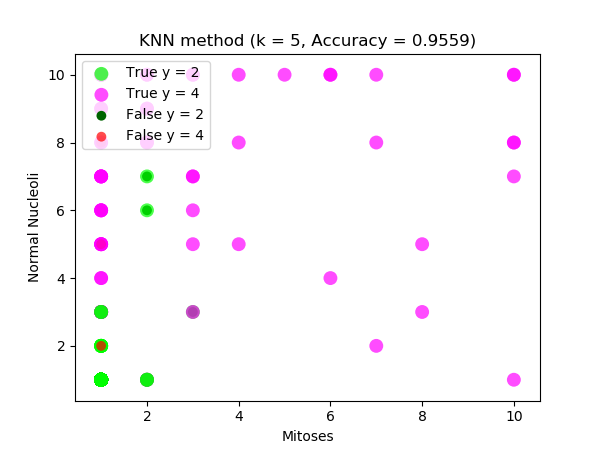 KNN method (k = 5, Accuracy = 0.9559)
True y = 2
True y = 4
False y = 2
False y = 4
10
8
6
4
2
Normal Nucleoli
2 4 6 8 10
Mitoses